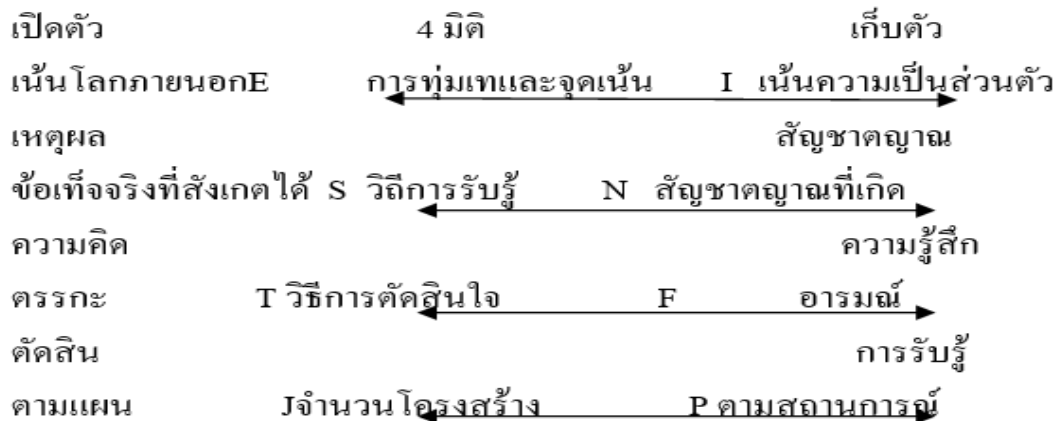 เปิดตัว 4 มิติ เก็บตัว
เน้นโลกภายนอกE การทุ่มเทและจุดเน้น I เน้นความเป็นส่วนตัว
เหตุผล สัญชาตญาณ
ข้อเท็จจริงที่สังเกตได้ S วิถีการรับรู้ N สัญชาตญาณที่เกิด
ความคิด ความรู้สึก
ตรรกะ T วิธีการตัดสินใจ F อารมณ์
ตัดสิน การรับรู้
ตามแผน Jจำนวนโครงสร้าง P ตามสถานการณ์